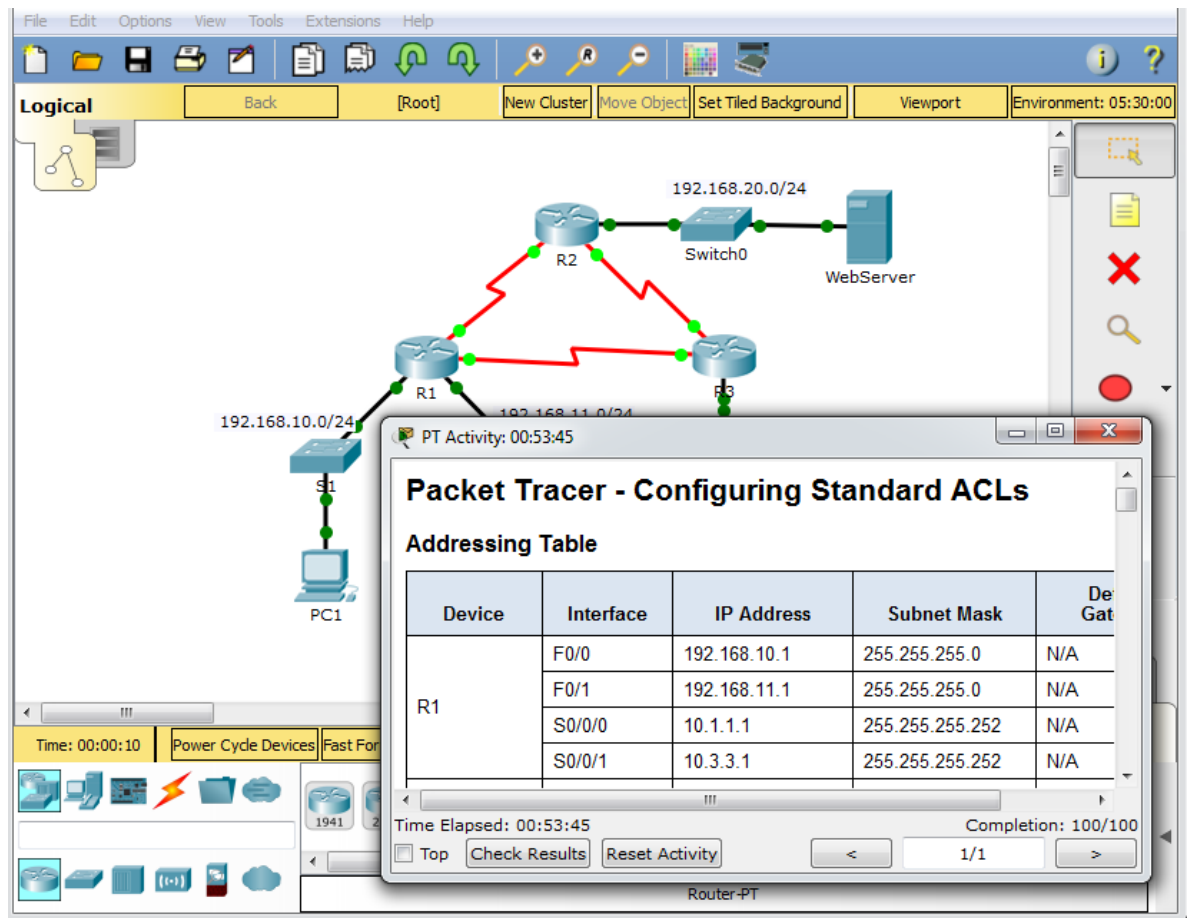 File Edit Options View Tools Extensions Help
Logical
Back
[Root]
New Cluster
Move Object
Set Tiled Background
Viewport
Environment: 05:30:00
192.168.20.0/24
R2
Switch0
WebServer
R1
R3
192.168.10.0/24
192.168.11.0/24
S1
PC1
PT Activity: 00:53:45
Packet Tracer - Configuring Standard ACLs
Addressing Table
Device Interface IP Address Subnet Mask De
Gat
R1
F0/0 192.168.10.1 255.255.255.0 N/A
F0/1 192.168.11.1 255.255.255.0 N/A
S0/0/0 10.1.1.1 255.255.255.252 N/A
S0/0/1 10.3.3.1 255.255.255.252 N/A
Time Elapsed: 00:53:45
Completion: 100/100
Top
Check Results
Reset Activity
<
1/1
>
Time: 00:00:10
Power Cycle Devices
Fast For
1941
2
Router-PT